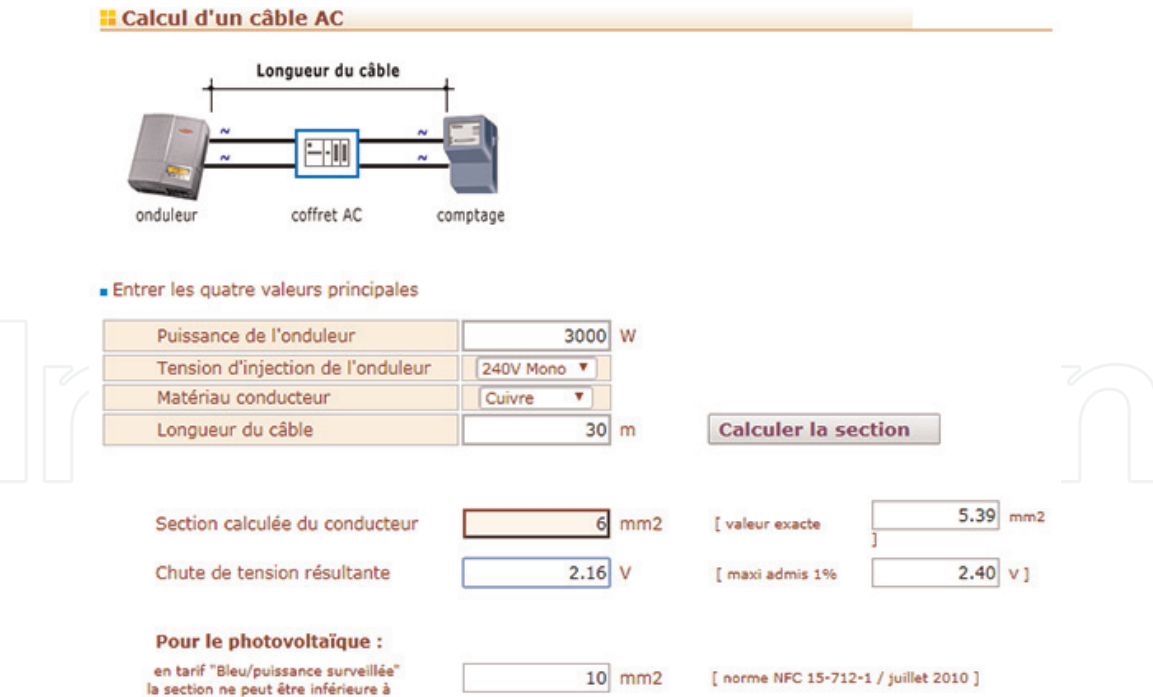 Calcul d'un câble AC
Longueur du câble
~ ~
~ ~
onduleur coffret AC comptage
Entrer les quatre valeurs principales
Puissance de l'onduleur 3000 W
Tension d'injection de l'onduleur 240V Mono
Matériau conducteur Cuivre
Longueur du câble 30 m Calculer la section
Section calculée du conducteur 6 mm2 [ valeur exacte 5.39 mm2
]
Chute de tension résultante 2.16 V [ maxi admis 1% 2.40 V ]
Pour le photovoltaïque :
en tarif "Bleu/puissance surveillée"
la section ne peut être inférieure à 10 mm2 [ norme NFC 15-712-1 / juillet 2010 ]